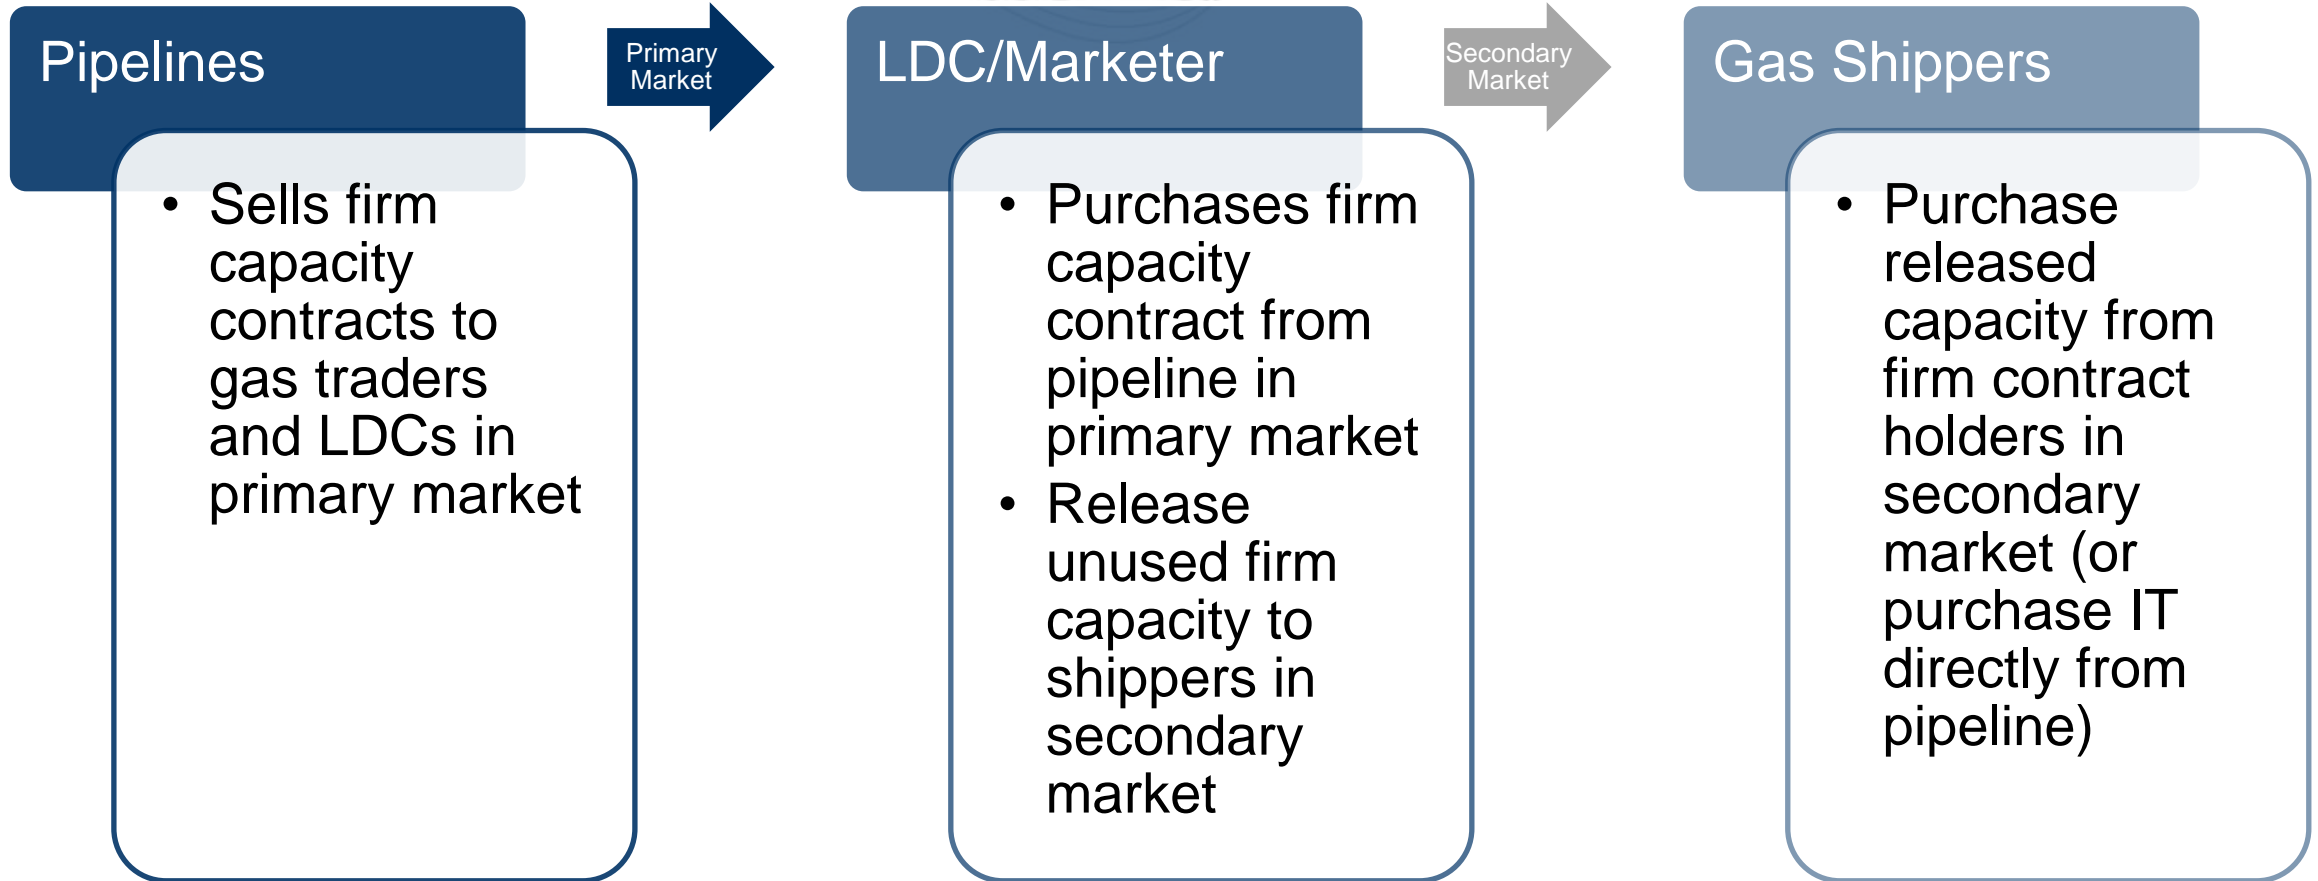 Pipelines
• Sells firm
capacity
contracts to
gas traders
and LDCs in
primary market
Primary
Market
LDC/Marketer
• Purchases firm
capacity
contract from
pipeline in
primary market
• Release
unused firm
capacity to
shippers in
secondary
market
Secondary
Market
Gas Shippers
• Purchase
released
capacity from
firm contract
holders in
secondary
market (or
purchase IT
directly from
pipeline)